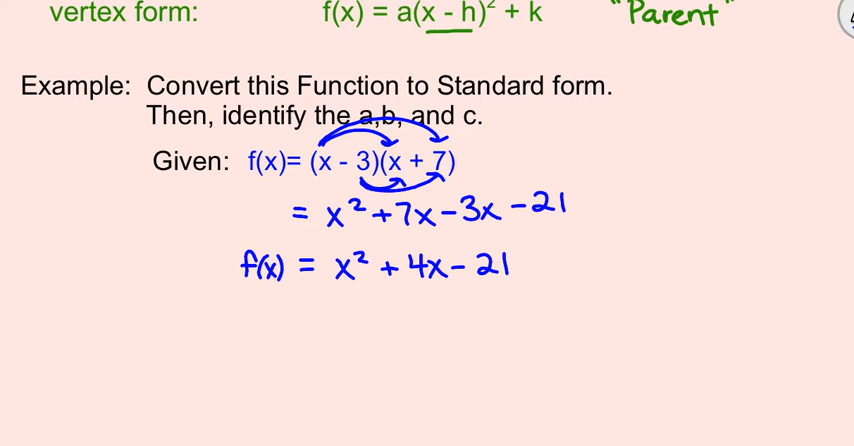 vertex form: f(x) = a(x - h)² + k "Parent"
Example: Convert this Function to Standard form.
Then, identify the a,b, and c.
Given: f(x)= (x - 3)(x + 7)
= x² + 7x - 3x - 21
f(x) = x² + 4x - 21